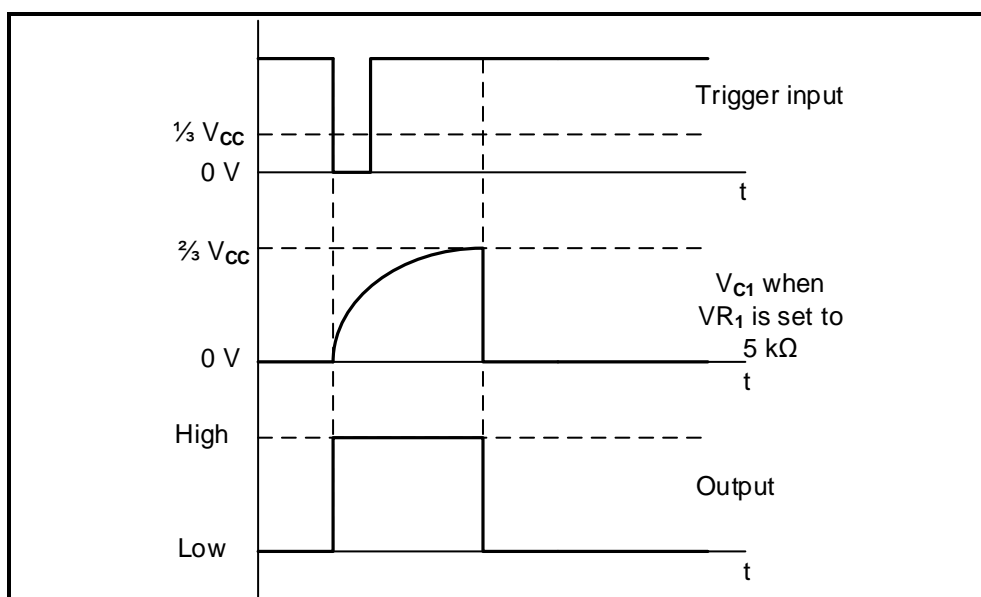 Trigger input
⅓ Vcc
0 V
t
⅔ Vcc
VC1 when
VR1 is set to
5 kΩ
0 V
t
High
Output
Low
t